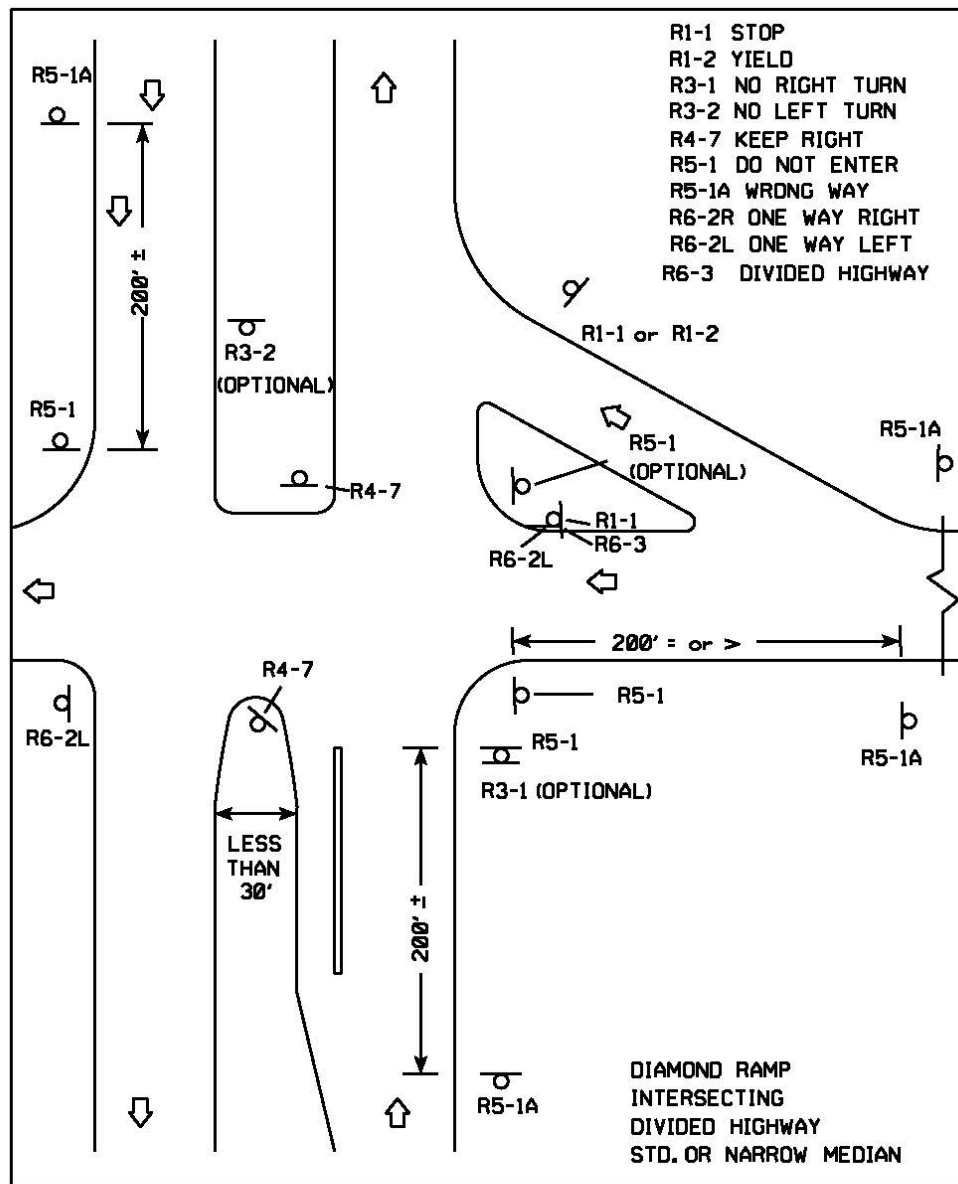 R1-1 STOP
R1-2 YIELD
R3-1 NO RIGHT TURN
R3-2 NO LEFT TURN
R4-7 KEEP RIGHT
R5-1 DO NOT ENTER
R5-1A WRONG WAY
R6-2R ONE WAY RIGHT
R6-2L ONE WAY LEFT
R6-3 DIVIDED HIGHWAY
R5-1A
200' ±
R3-2
(OPTIONAL)
R1-1 or R1-2
R5-1
R5-1
(OPTIONAL)
R5-1A
R4-7
R1-1
R6-3
R6-2L
200' = or >
R4-7
R5-1
R6-2L
R5-1
R5-1A
R3-1 (OPTIONAL)
LESS
THAN
30'
200' ±
R5-1A
DIAMOND RAMP
INTERSECTING
DIVIDED HIGHWAY
STD. OR NARROW MEDIAN